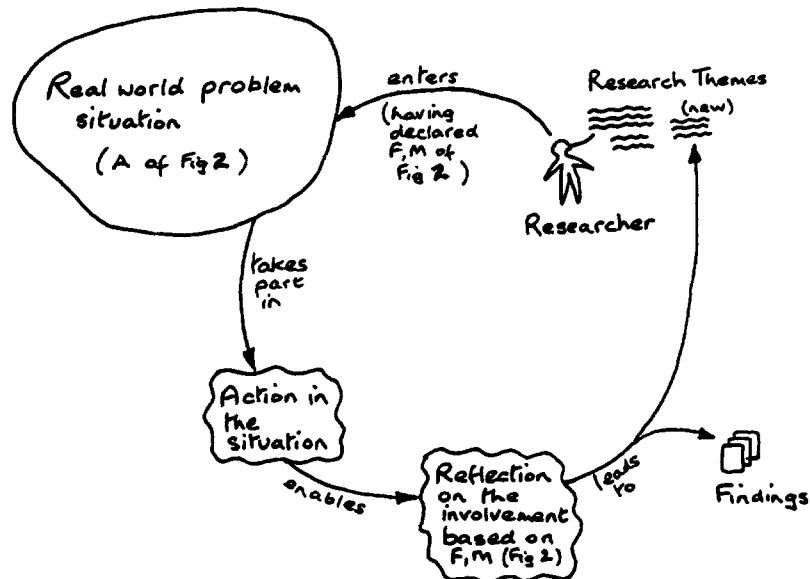 Real world problem
situation
(A of Fig 2)
enters
(having
declared
F, M of
Fig 2)
Research Themes
(new)
Researcher
takes
part
in
Action in
the
situation
enables
Reflection
on the
involvement
based on
F, M (Fig 2)
leads
to
Findings